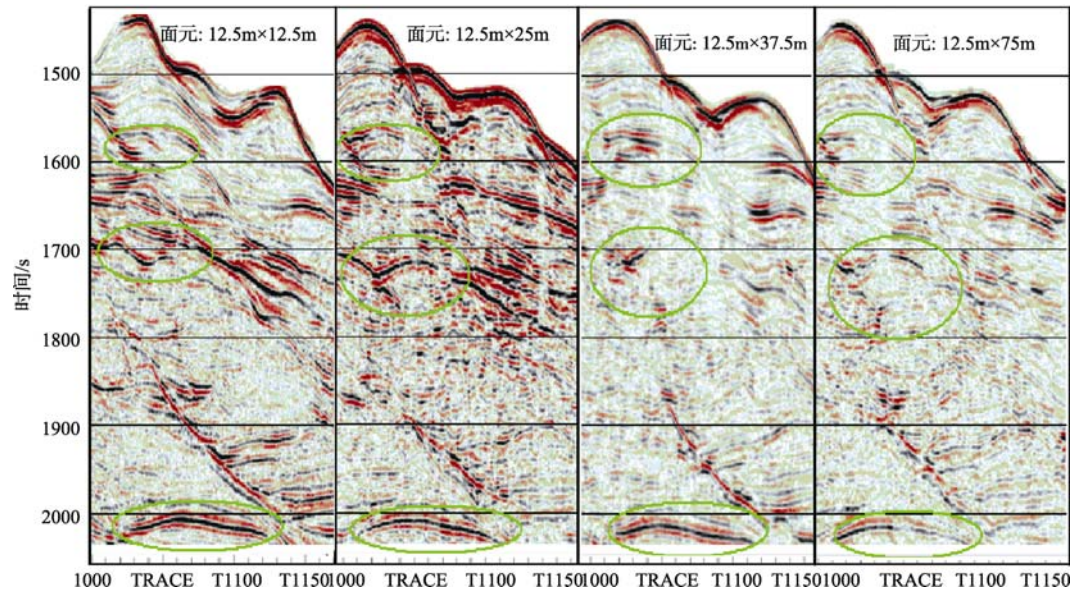 面元: 12.5m×12.5m
面元: 12.5m×25m
面元: 12.5m×37.5m
面元: 12.5m×75m
时间/s
1500
1600
1700
1800
1900
2000
1000 TRACE T1100 T1150
1000 TRACE T1100 T1150
1000 TRACE T1100 T1150
1000 TRACE T1100 T1150